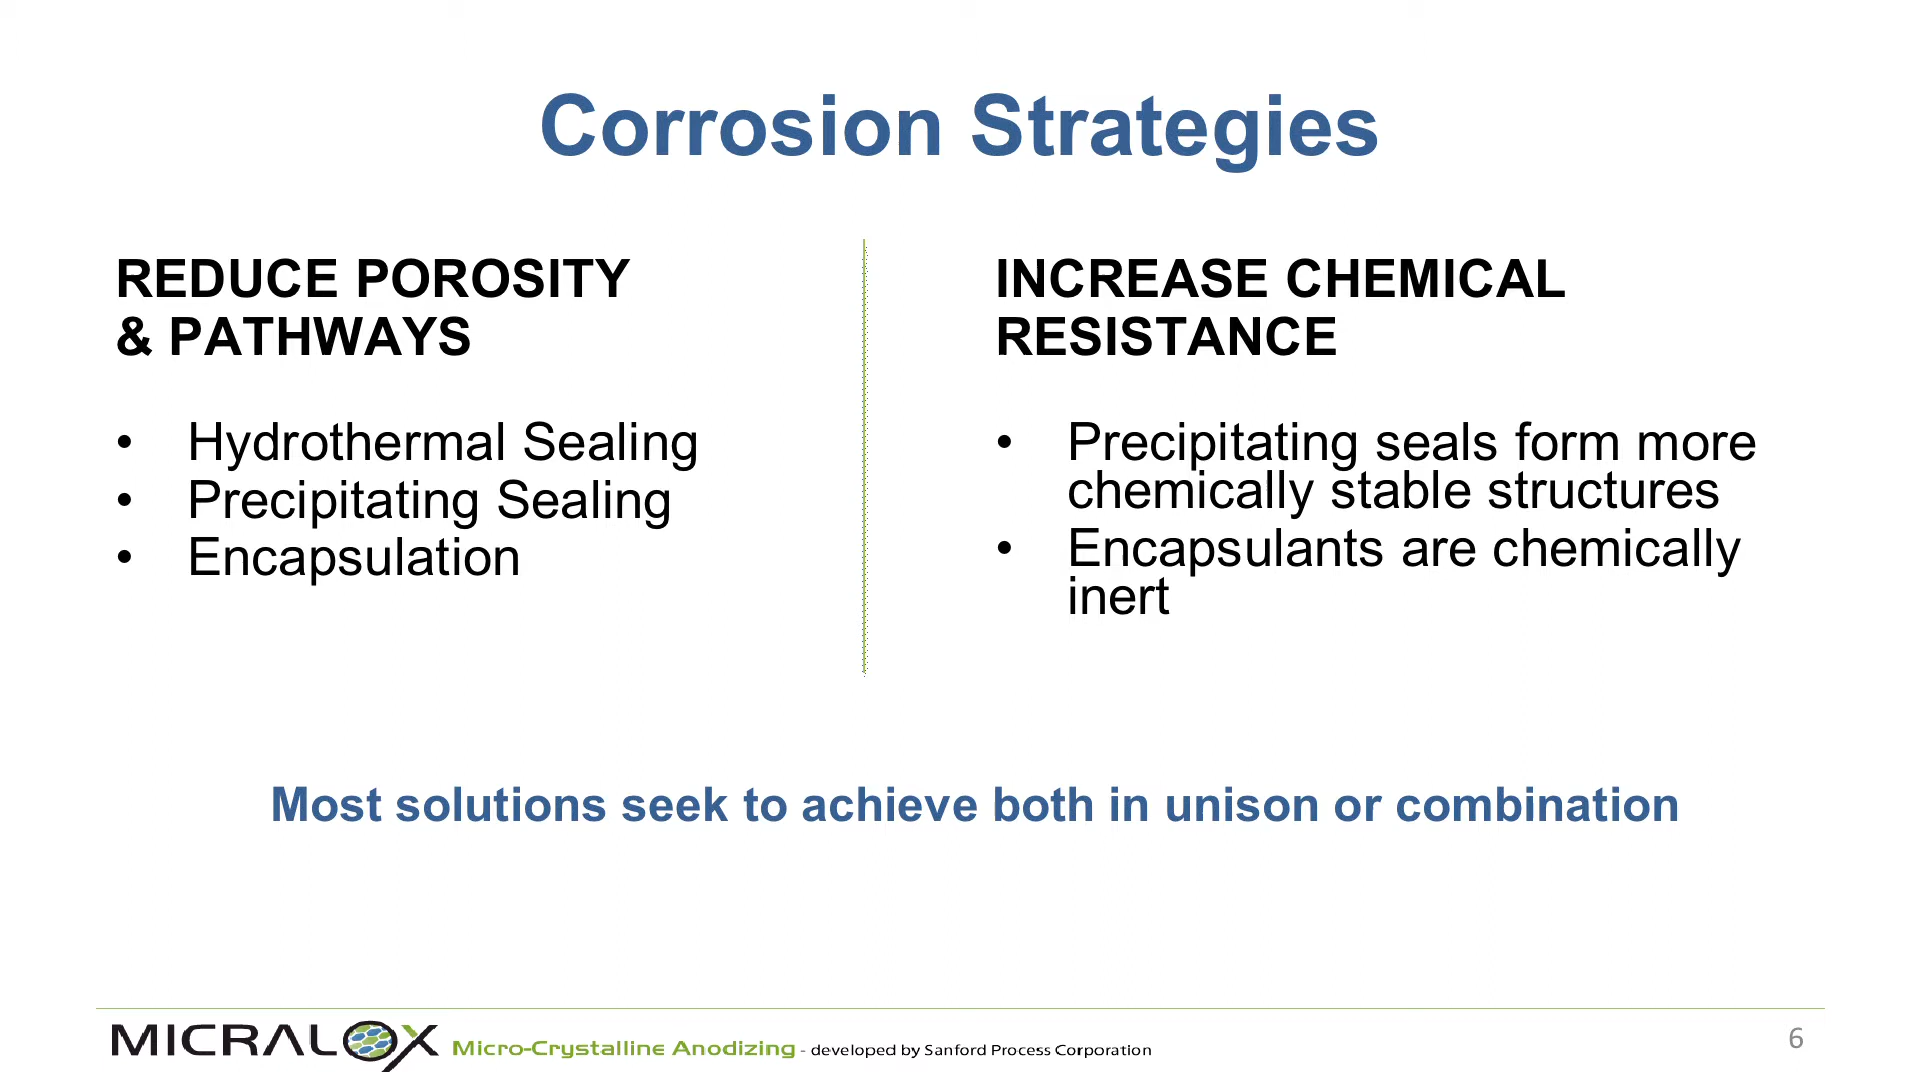 Corrosion Strategies
REDUCE POROSITY
& PATHWAYS
• Hydrothermal Sealing
• Precipitating Sealing
• Encapsulation
INCREASE CHEMICAL
RESISTANCE
• Precipitating seals form more
chemically stable structures
• Encapsulants are chemically
inert
Most solutions seek to achieve both in unison or combination
MICRALOX Micro-Crystalline Anodizing - developed by Sanford Process Corporation
6